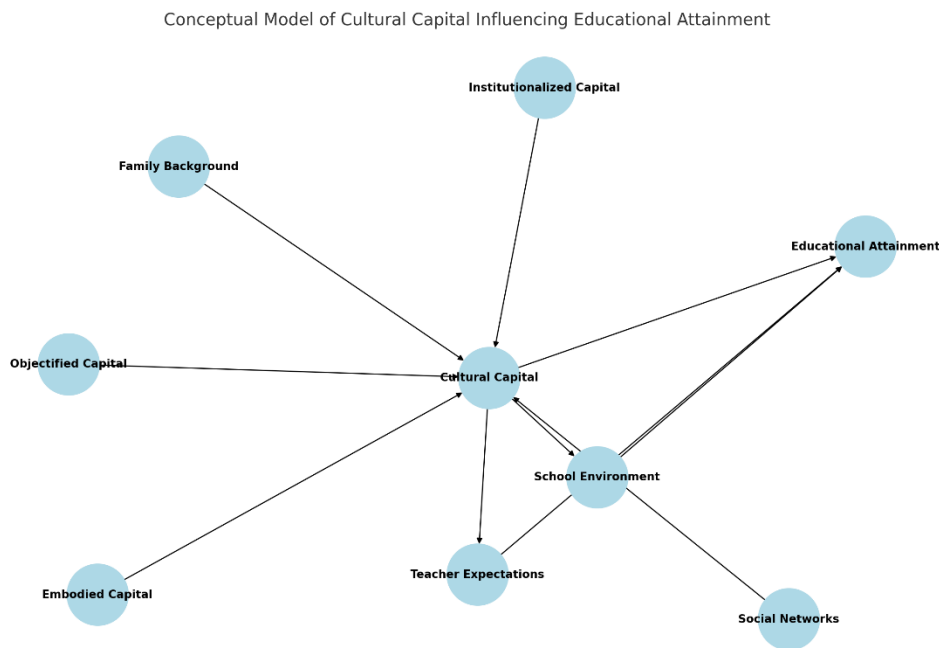 Conceptual Model of Cultural Capital Influencing Educational Attainment
Institutionalized Capital
Family Background
Educational Attainment
Objectified Capital
Cultural Capital
School Environment
Teacher Expectations
Embodied Capital
Social Networks